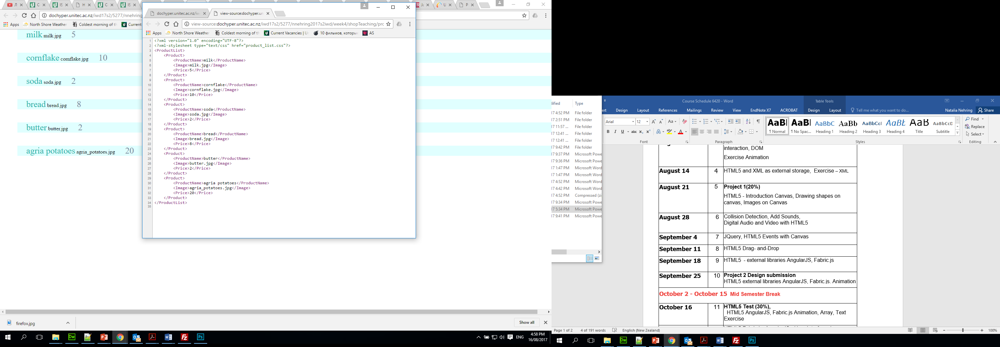 Л
C
IS
H
C
IS
Ja
U
P
dochyper.unitec.ac.nz/iwd17s2/5277/nnehring
Apps North Shore Weather Coldest morning of th Current
milk milk.jpg 5
cornflake cornflake.jpg 10
soda soda.jpg 2
bread bread.jpg 8
butter butter.jpg 2
agria potatoes agria_potatoes.jpg 20
firefox.jpg
Show all
dochyper.unitec.ac.nz/iw
view-source:dochyper.un
view-source:dochyper.unitec.ac.nz/iwd17s2/5277/nnehring2017s2iwd/week4/shopTeaching/prc
Apps North Shore Weather Coldest morning of th Current Vacancies | Un 10 фильмов, которые AS
1 <?xml version="1.0" encoding="UTF-8"?>
2 <?xml-stylesheet type="text/css" href="product_list.css"?>
3 <ProductList>
4 <Product>
5 <ProductName>milk</ProductName>
6 <Image>milk.jpg</Image>
7 <Price>5</Price>
8 </Product>
9 <Product>
10 <ProductName>cornflake</ProductName>
11 <Image>cornflake.jpg</Image>
12 <Price>10</Price>
13 </Product>
14 <Product>
15 <ProductName>soda</ProductName>
16 <Image>soda.jpg</Image>
17 <Price>2</Price>
18 </Product>
19 <Product>
20 <ProductName>bread</ProductName>
21 <Image>bread.jpg</Image>
22 <Price>8</Price>
23 </Product>
24 <Product>
25 <ProductName>butter</ProductName>
26 <Image>butter.jpg</Image>
27 <Price>2</Price>
28 </Product>
29 <Product>
30 <ProductName>agria potatoes</ProductName>
31 <Image>agria_potatoes.jpg</Image>
32 <Price>20</Price>
33 </Product>
34 </ProductList>
35
ENG
4:58 PM
16/08/2017
dified Type
17 4:52 PM File folder
17 2:51 PM File folder
17 11:57 ... File folder
17 12:41 ... File folder
17 12:41 ... File folder
17 9:42 PM File folder
17 9:37 PM Microsoft Powe
17 9:36 PM Microsoft Powe
17 1:47 PM Microsoft Word
17 1:47 PM Microsoft Word
17 4:52 PM Microsoft Word
17 4:42 PM Microsoft Word
17 4:52 PM Compressed (zi
17 9:34 PM Microsoft Powe
17 5:34 PM Microsoft Powe
17 9:41 PM Microsoft Powe
Course Schedule 6420 - Word
Table Tools
ert Design Layout References Mailings Review View EndNote X7 ACROBAT Design Layout Tell me what you want to do... Natalia Nehring Share
Arial 12
Font
Paragraph
AaBl AaBl AaBbC AaBb AaBbCcI AaBbC AaB AaBbCcD
¶ Normal ¶ No Spac... Heading 1 Heading 2 Heading 3 Heading 4 Title Subtitle
Styles
Find
Replace
Select
Editing
interaction, DOM
Exercise Animation
August 14 4 HTML5 and XML as external storage, Exercise – XML
August 21 5 Project 1(20%)
HTML5 - Introduction Canvas, Drawing shapes on
canvas, Images on Canvas
August 28 6 Collision Detection, Add Sounds,
Digital Audio and Video with HTML5
September 4 7 JQuery, HTML5 Events with Canvas
September 11 8 HTML5 Drag- and-Drop
September 18 9 HTML5 - external libraries AngularJS, Fabric.js
September 25 10 Project 2 Design submission
HTML5 external libraries AngularJS, Fabric.js. Animation
October 2 - October 15 Mid Semester Break
October 16 11 HTML5 Test (30%),
HTML5 AngularJS, Fabric.js Animation, Array, Text
Exercise
Page 1 of 2 4 of 191 words English (New Zealand) 100%